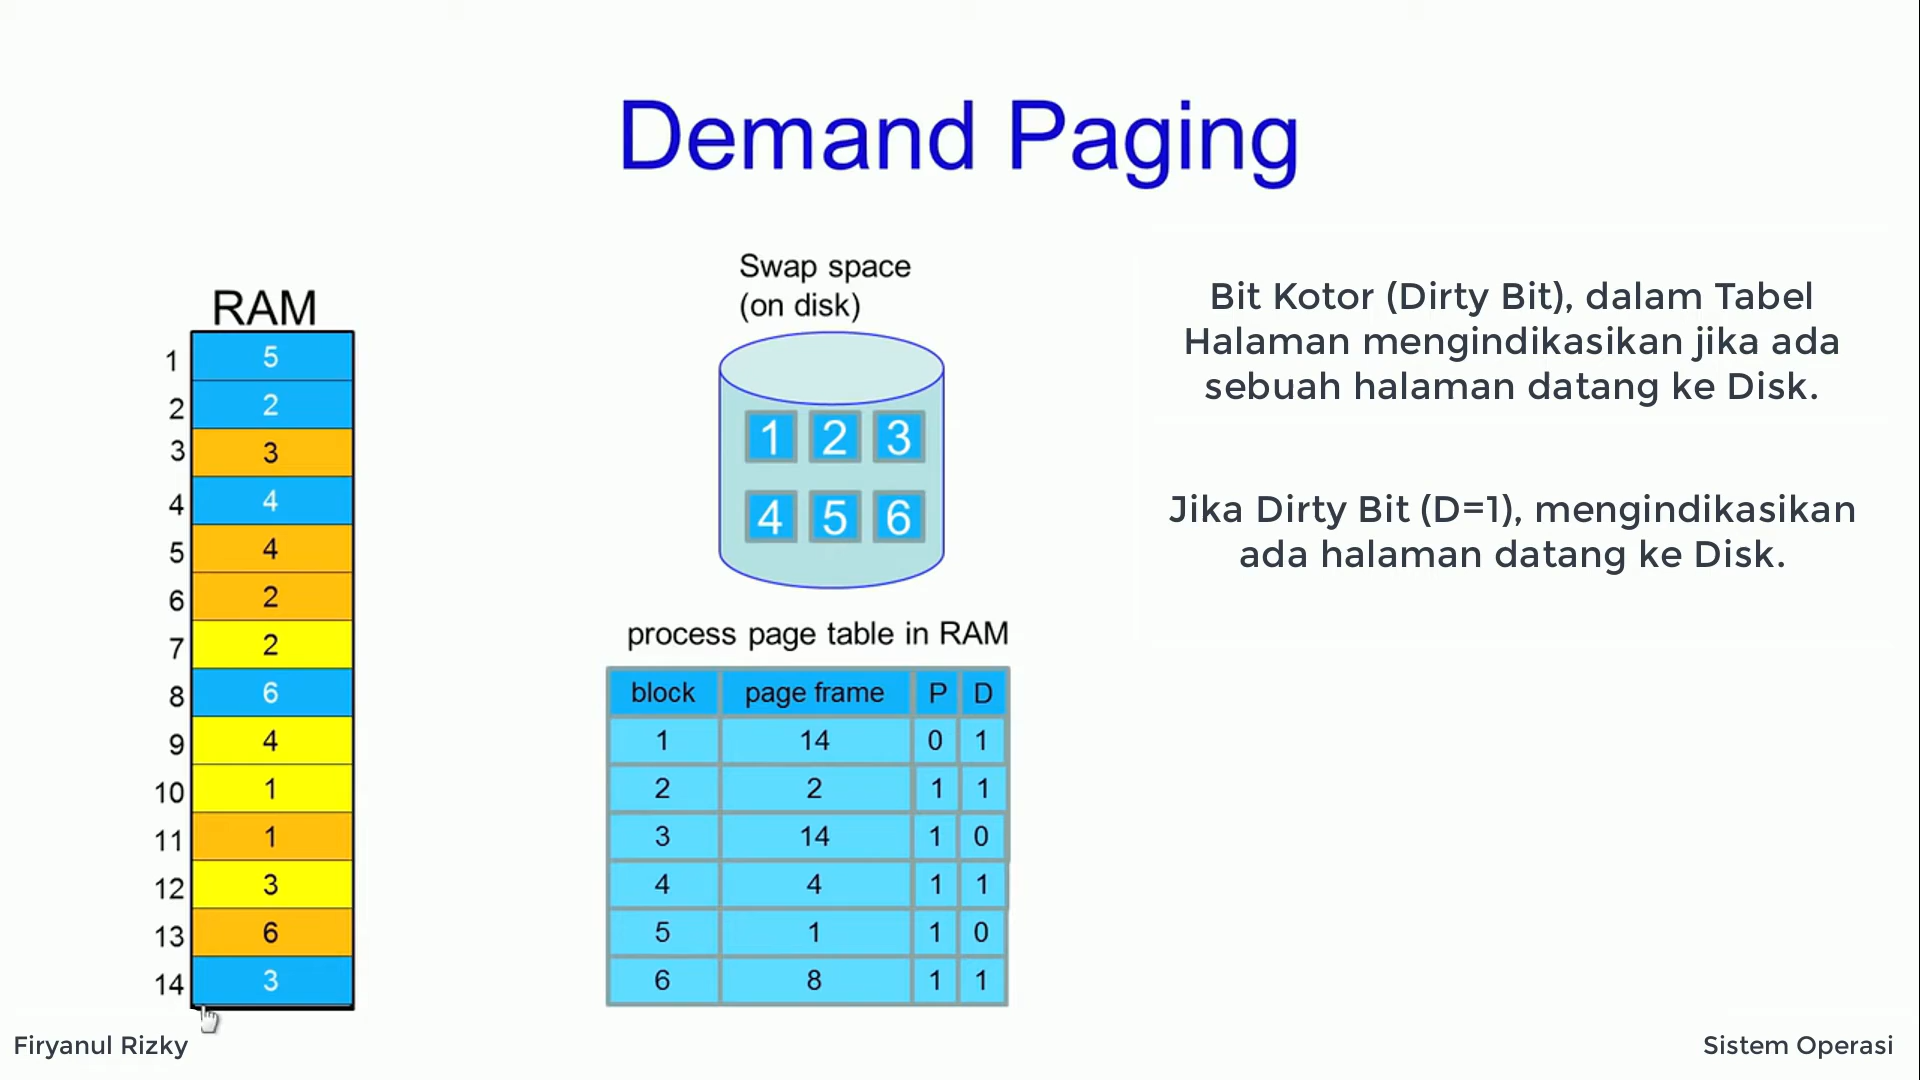 Demand Paging
RAM
1 5
2 2
3 3
4 4
5 4
6 2
7 2
8 6
9 4
10 1
11 1
12 3
13 6
14 3
Swap space
(on disk)
1 2 3
4 5 6
process page table in RAM
block page frame P D
1 14 0 1
2 2 1 1
3 14 1 0
4 4 1 1
5 1 1 0
6 8 1 1
Bit Kotor (Dirty Bit), dalam Tabel
Halaman mengindikasikan jika ada
sebuah halaman datang ke Disk.
Jika Dirty Bit (D=1), mengindikasikan
ada halaman datang ke Disk.
Firyanul Rizky
Sistem Operasi